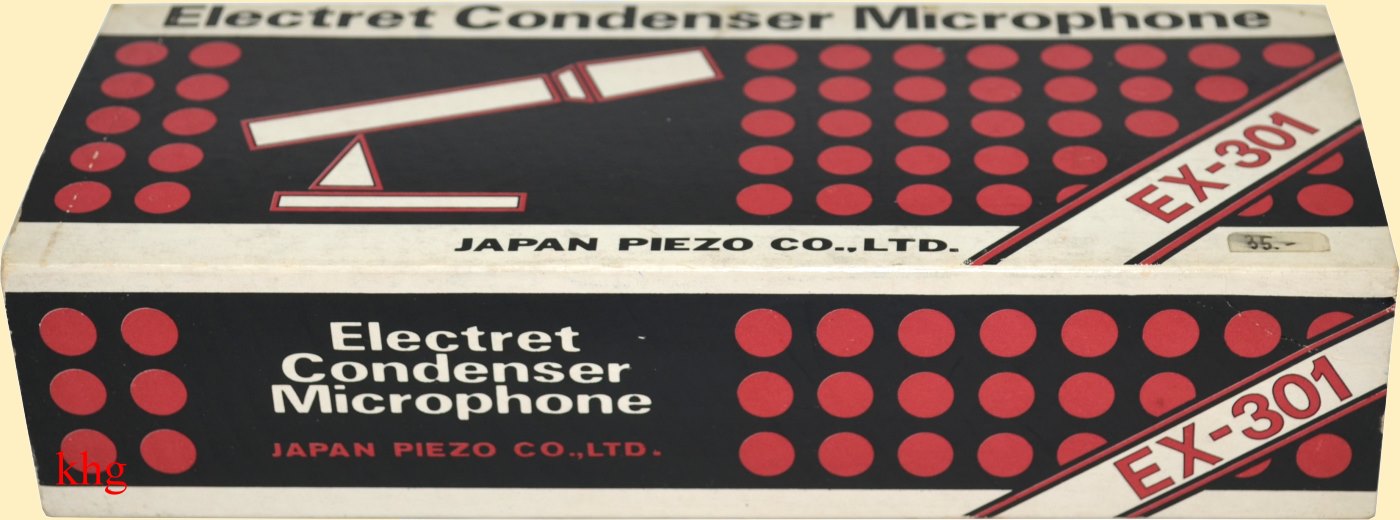 Electret Condenser Microphone
EX-301
JAPAN PIEZO CO.,LTD.
35.-
Electret
Condenser
Microphone
JAPAN PIEZO CO.,LTD.
EX-301
khg